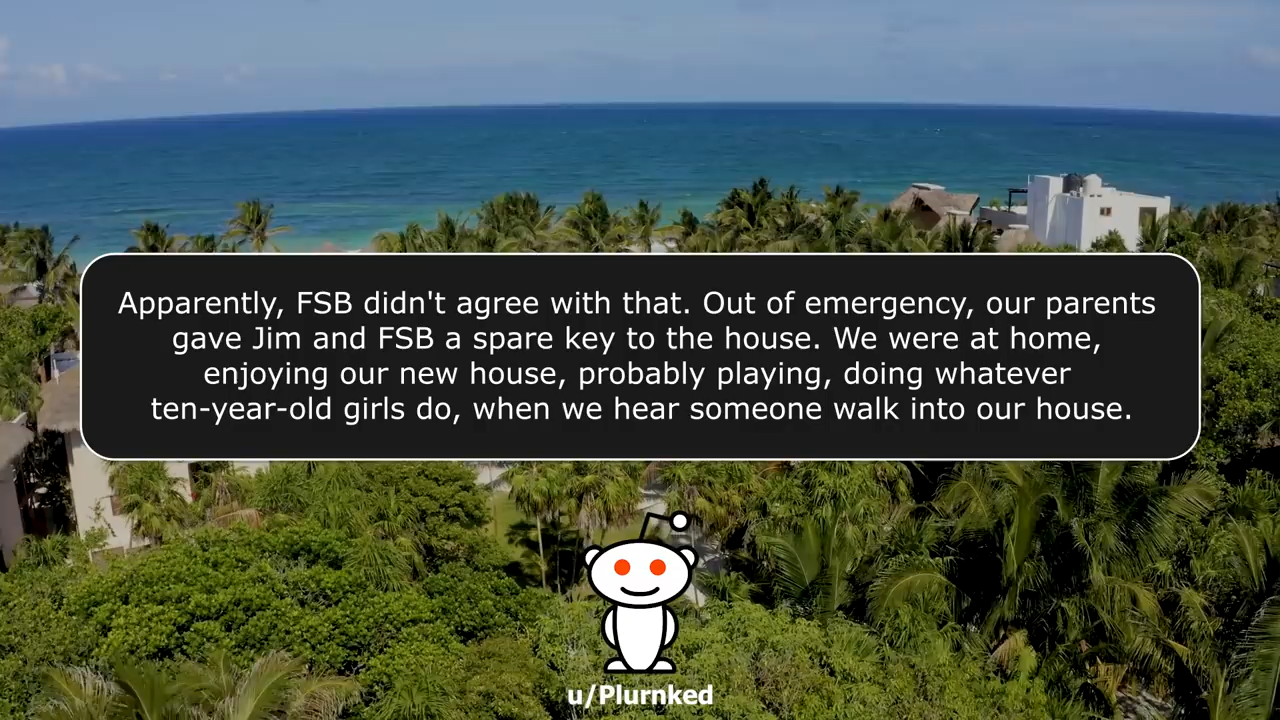 Apparently, FSB didn't agree with that. Out of emergency, our parents
gave Jim and FSB a spare key to the house. We were at home,
enjoying our new house, probably playing, doing whatever
ten-year-old girls do, when we hear someone walk into our house.
u/Plurnked